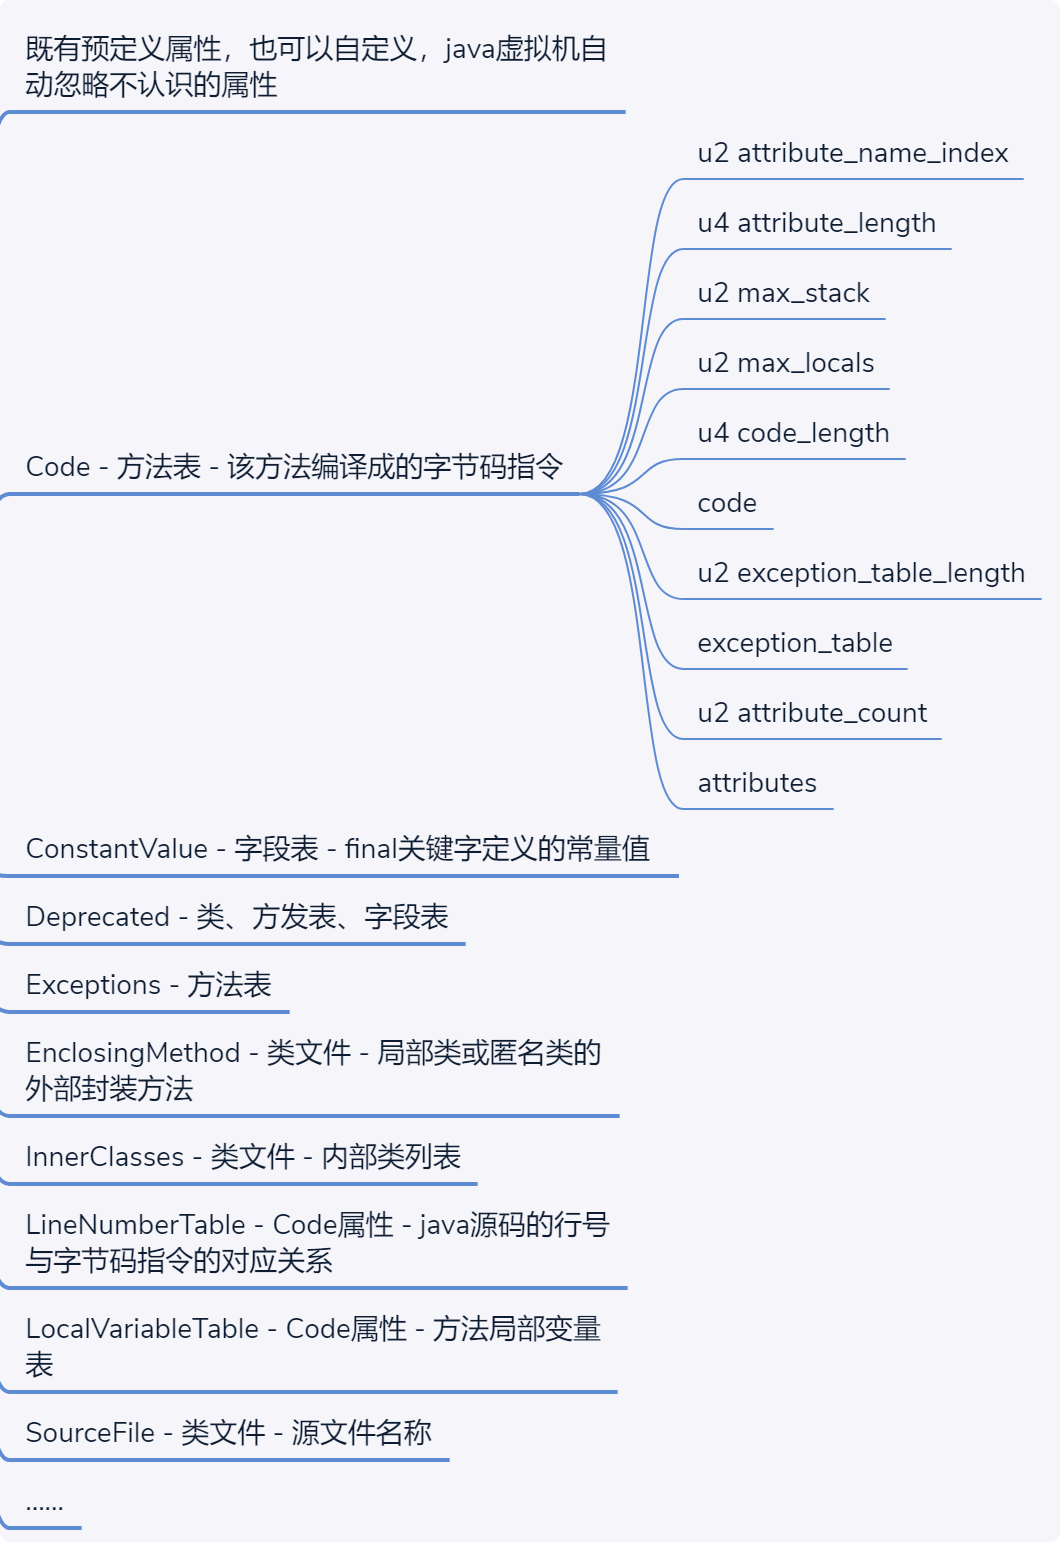 既有预定义属性，也可以自定义，java虚拟机自
动忽略不认识的属性
Code - 方法表 - 该方法编译成的字节码指令
u2 attribute_name_index
u4 attribute_length
u2 max_stack
u2 max_locals
u4 code_length
code
u2 exception_table_length
exception_table
u2 attribute_count
attributes
ConstantValue - 字段表 - final关键字定义的常量值
Deprecated - 类、方发表、字段表
Exceptions - 方法表
EnclosingMethod - 类文件 - 局部类或匿名类的
外部封装方法
InnerClasses - 类文件 - 内部类列表
LineNumberTable - Code属性 - java源码的行号
与字节码指令的对应关系
LocalVariableTable - Code属性 - 方法局部变量
表
SourceFile - 类文件 - 源文件名称
......